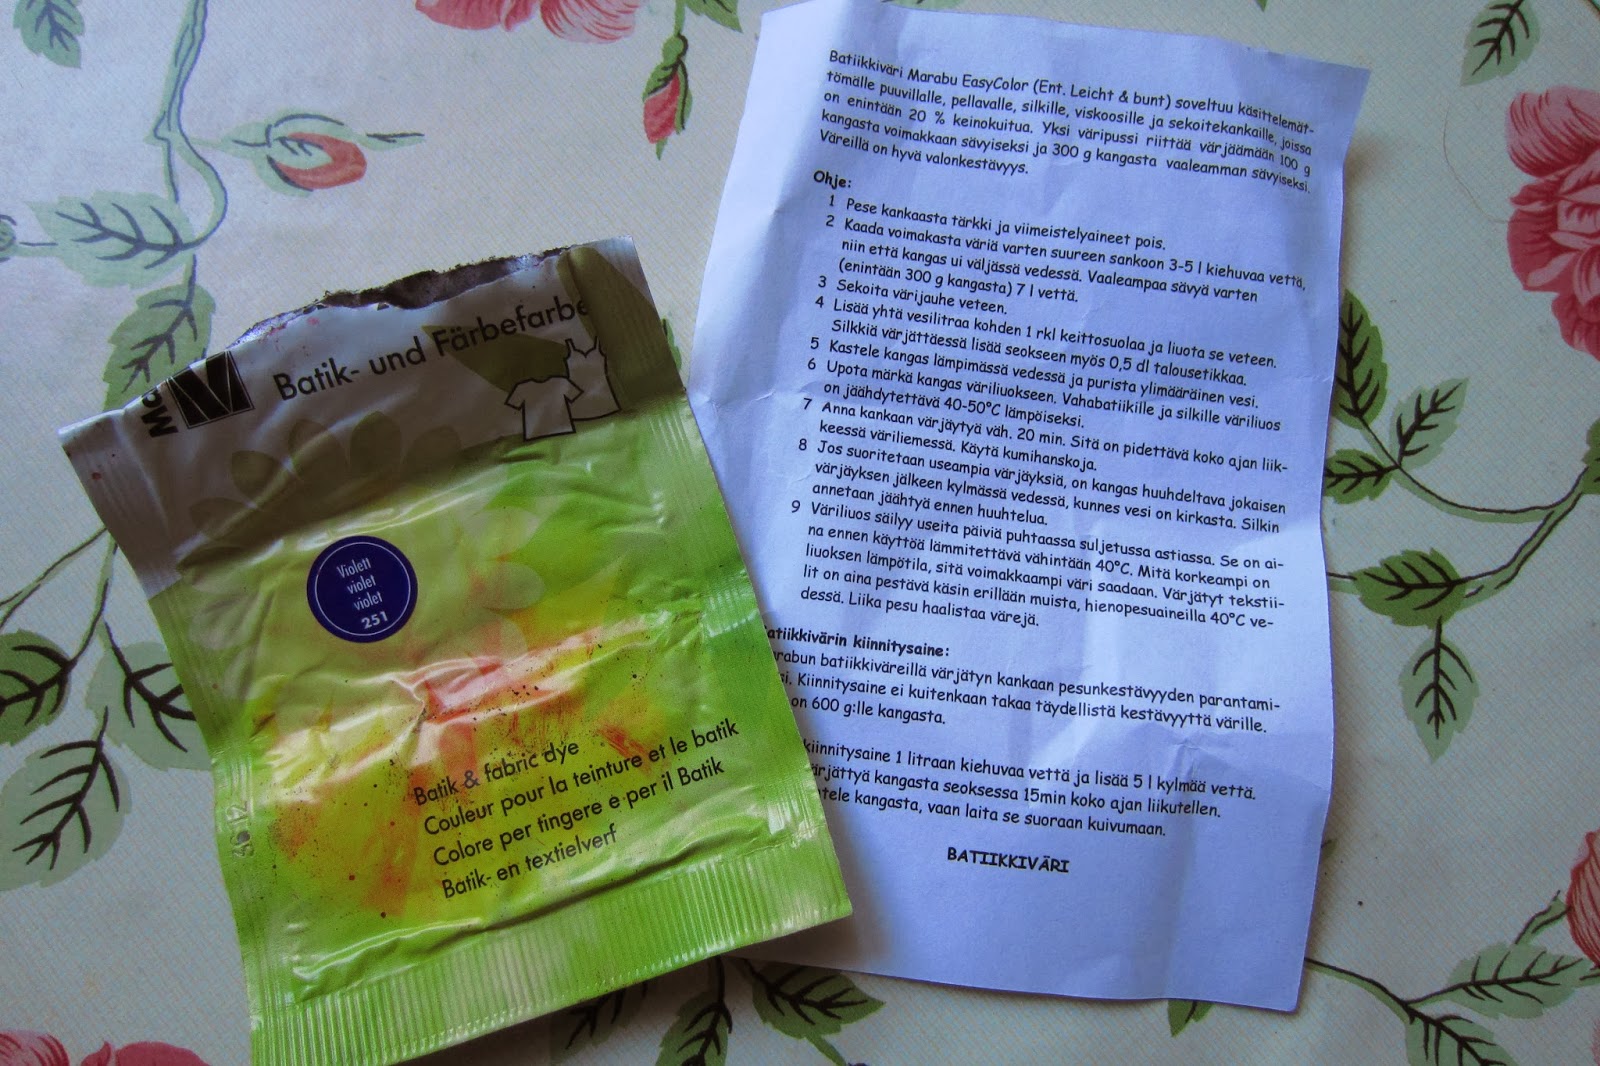 Ma
Batik- und Färbefarbe
Violett
violet
violet
251
Batik & fabric dye
Couleur pour la teinture et le batik
Colore per tingere e per il Batik
Batik- en textielverf
Batiikkiväri Marabu EasyColor (Ent. Leicht & bunt) soveltuu käsittelemät-
tömälle puuvillalle, pellavalle, silkille, viskoosille ja sekoitekankaille, joissa
on enintään 20 % keinokuitua. Yksi väripussi riittää värjäämään 100 g
kangasta voimakkaan sävyiseksi ja 300 g kangasta vaaleamman sävyiseksi.
Väreillä on hyvä valonkestävyys.
Ohje:
1 Pese kankaasta tärkki ja viimeistelyaineet pois.
2 Kaada voimakasta väriä varten suureen sankoon 3-5 l kiehuvaa vettä,
niin että kangas ui väljässä vedessä. Vaaleampaa sävyä varten
(enintään 300 g kangasta) 7 l vettä.
3 Sekoita värijauhe veteen.
4 Lisää yhtä vesilitraa kohden 1 rkl keittosuolaa ja liuota se veteen.
Silkkiä värjättäessä lisää seokseen myös 0,5 dl talousetikkaa.
5 Kastele kangas lämpimässä vedessä ja purista ylimääräinen vesi.
6 Upota märkä kangas väriliuokseen. Vahabatiikille ja silkille väriliuos
on jäähdytettävä 40-50°C lämpöiseksi.
7 Anna kankaan värjäytyä väh. 20 min. Sitä on pidettävä koko ajan liik-
keessä väriliemessä. Käytä kumihanskoja.
8 Jos suoritetaan useampia värjäyksiä, on kangas huuhdeltava jokaisen
värjäyksen jälkeen kylmässä vedessä, kunnes vesi on kirkasta. Silkin
annetaan jäähtyä ennen huuhtelua.
9 Väriliuos säilyy useita päiviä puhtaassa suljetussa astiassa. Se on ai-
na ennen käyttöä lämmitettävä vähintään 40°C. Mitä korkeampi on
liuoksen lämpötila, sitä voimakkaampi väri saadaan. Värjätyt tekstii-
lit on aina pestävä käsin erillään muista, hienopesuaineilla 40°C ve-
dessä. Liika pesu haalistaa värejä.
atiikkivärin kiinnitysaine:
rabun batiikkiväreillä värjätyn kankaan pesunkestävyyden parantami-
si. Kiinnitysaine ei kuitenkaan takaa täydellistä kestävyyttä värille.
on 600 g:lle kangasta.
kiinnitysaine 1 litraan kiehuvaa vettä ja lisää 5 l kylmää vettä.
ärjättyä kangasta seoksessa 15min koko ajan liikutellen.
tele kangasta, vaan laita se suoraan kuivumaan.
BATIIKKIVÄRI